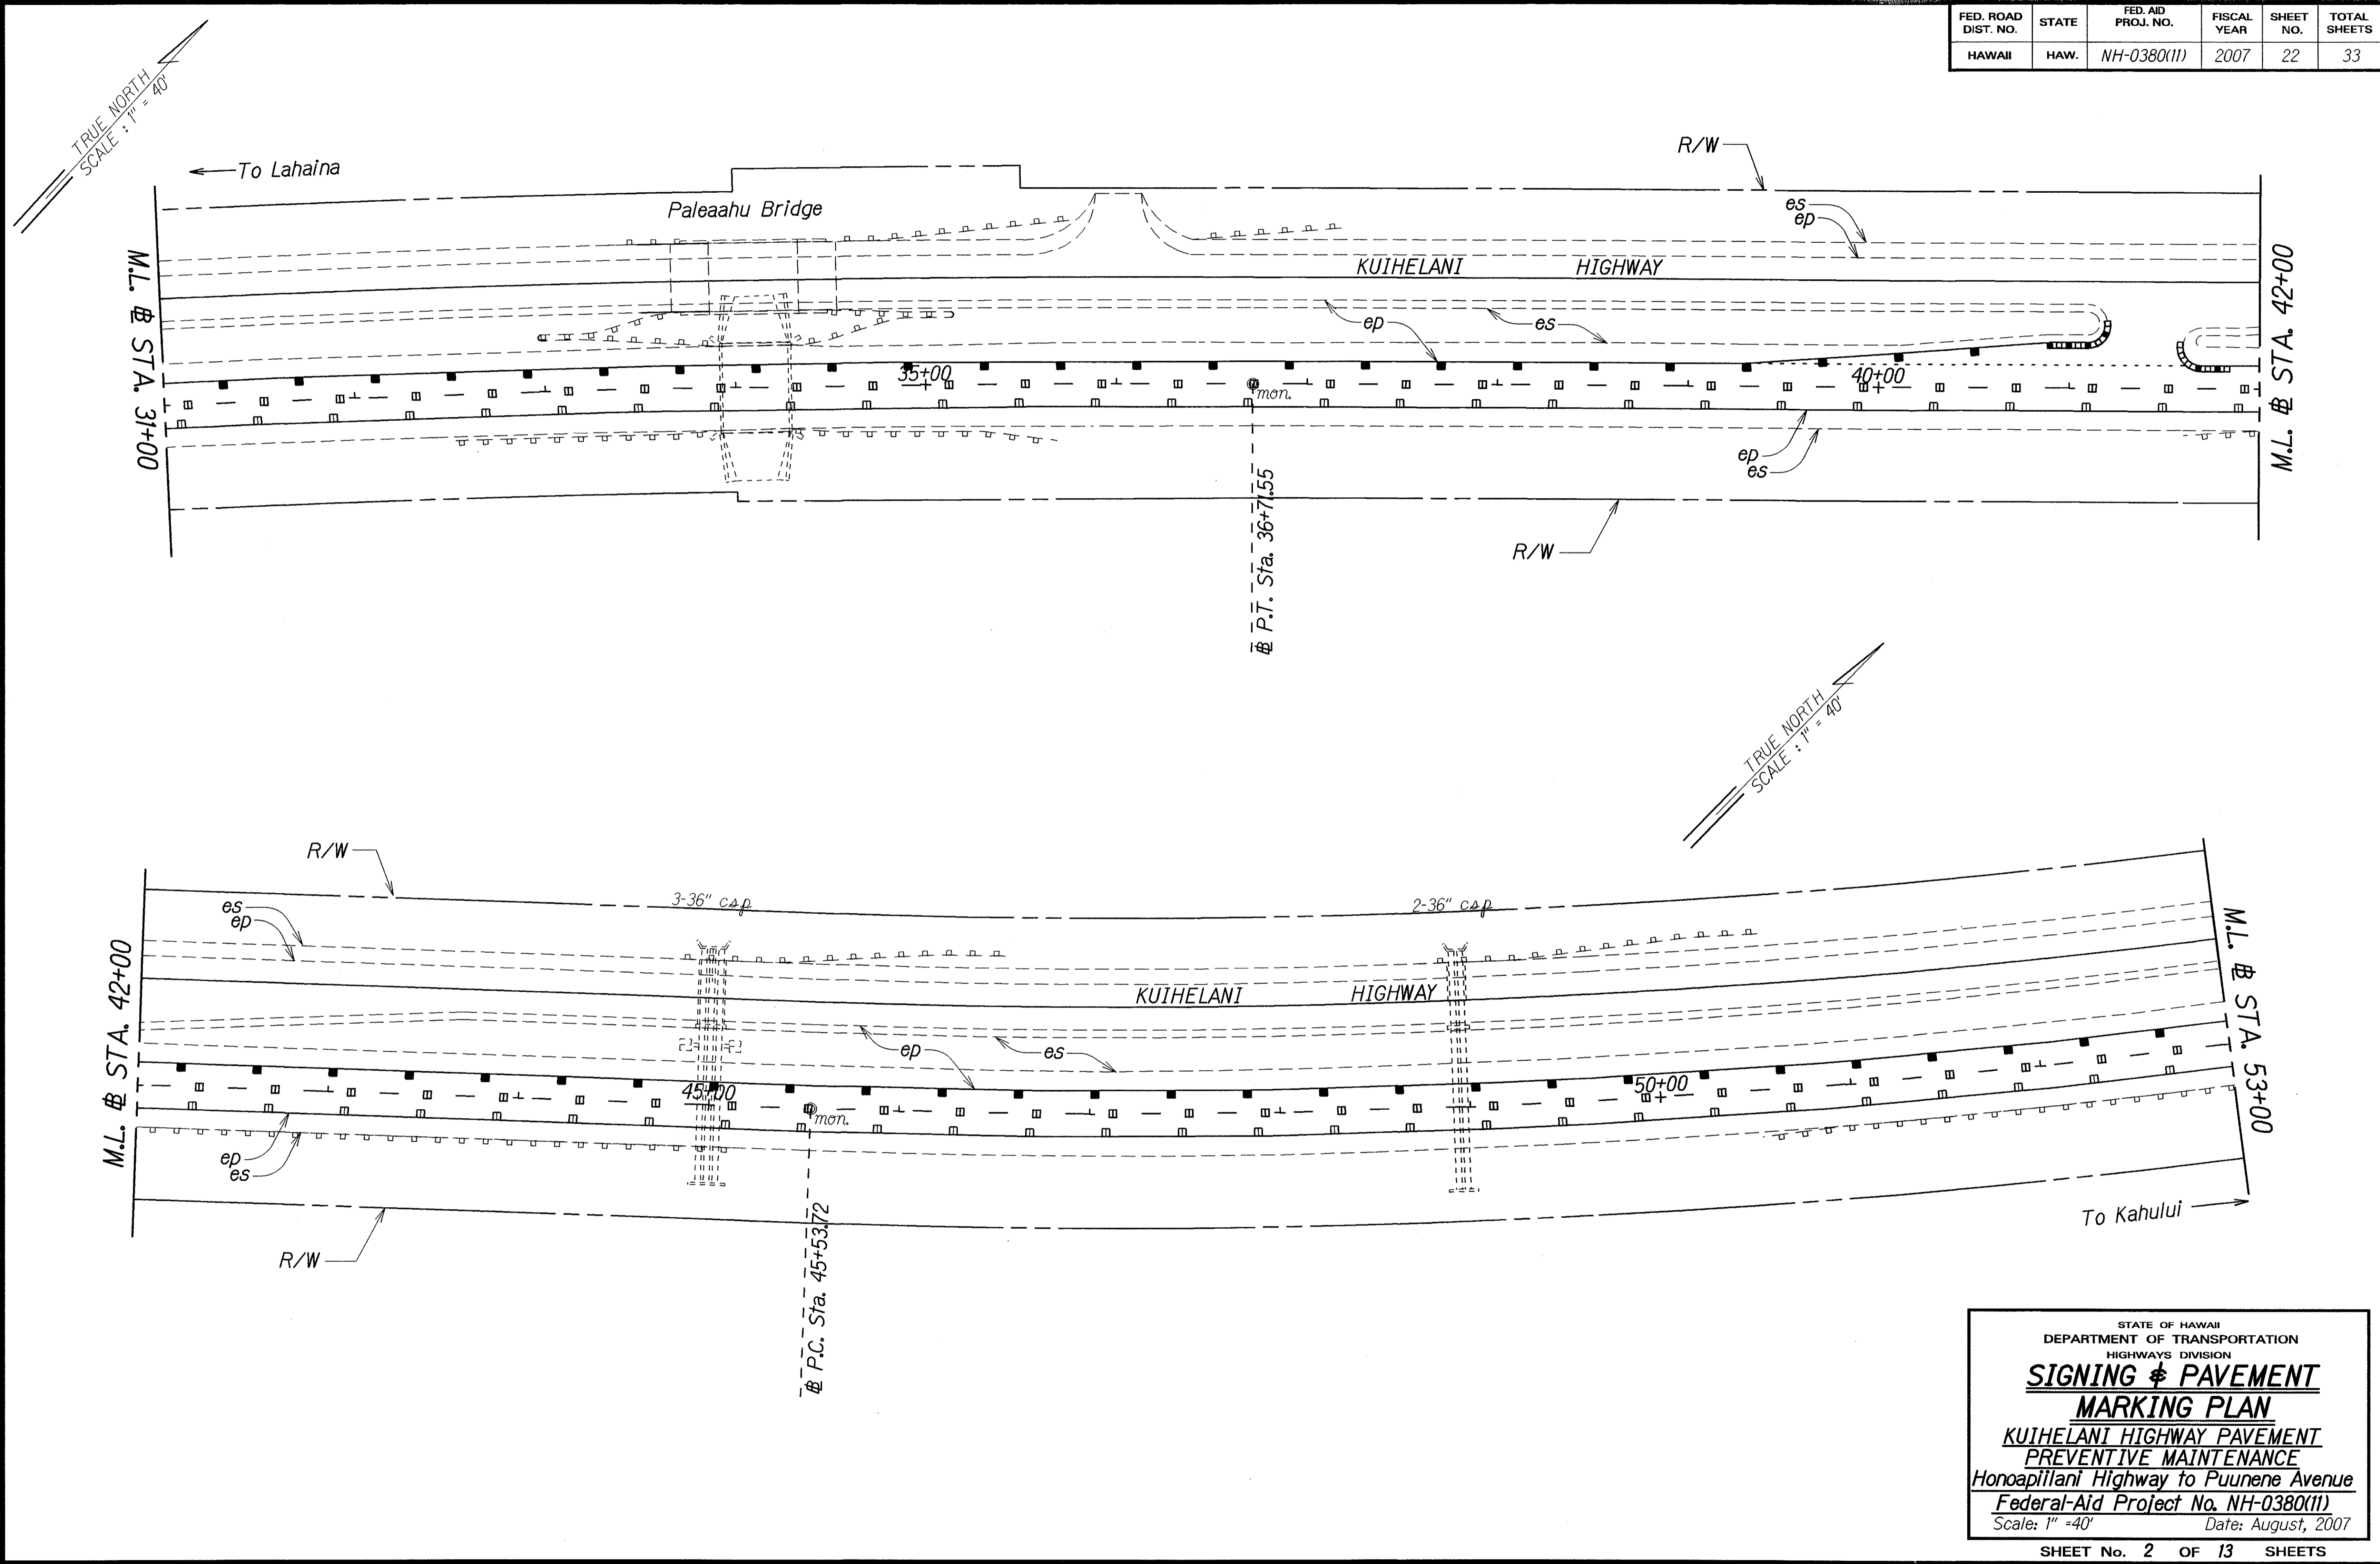 FED. ROAD DIST. NO. STATE FED. AID PROJ. NO. FISCAL YEAR SHEET NO. TOTAL SHEETS
HAWAII HAW. NH-0380(11) 2007 22 33
TRUE NORTH
SCALE : 1" = 40'
To Lahaina
R/W
Paleaahu Bridge
es
ep
KUIHELANI HIGHWAY
M.L. ℄ STA. 31+00
M.L. ℄ STA. 42+00
ep
es
35+00
40+00
mon.
ep
es
℄ P.T. Sta. 36+71.55
R/W
TRUE NORTH
SCALE : 1" = 40'
R/W
3-36" csp
2-36" csp
es
ep
KUIHELANI HIGHWAY
M.L. ℄ STA. 42+00
M.L. ℄ STA. 53+00
ep
es
45+00
50+00
mon.
ep
es
℄ P.C. Sta. 45+53.72
R/W
To Kahului
STATE OF HAWAII
DEPARTMENT OF TRANSPORTATION
HIGHWAYS DIVISION
SIGNING & PAVEMENT
MARKING PLAN
KUIHELANI HIGHWAY PAVEMENT
PREVENTIVE MAINTENANCE
Honoapiilani Highway to Puunene Avenue
Federal-Aid Project No. NH-0380(11)
Scale: 1" =40' Date: August, 2007
SHEET No. 2 OF 13 SHEETS